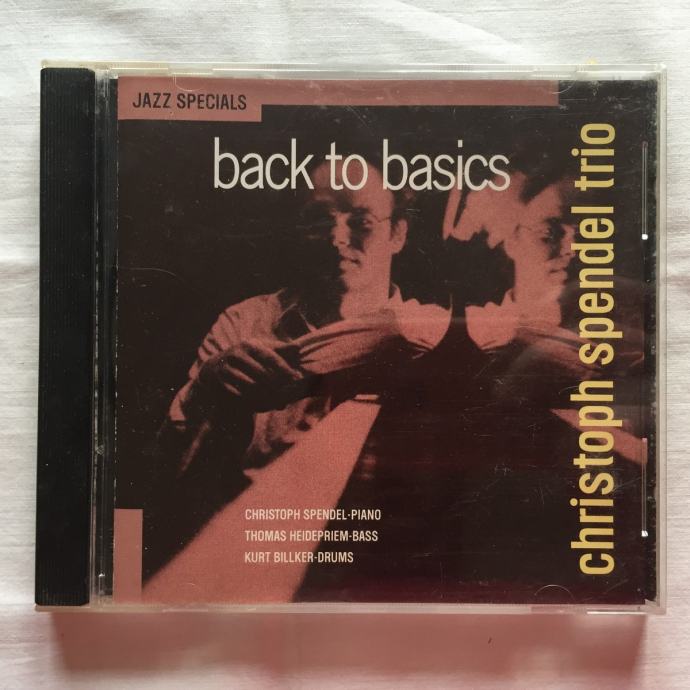 JAZZ SPECIALS
back to basics
christoph spendel trio
CHRISTOPH SPENDEL-PIANO
THOMAS HEIDEPRIEM-BASS
KURT BILLKER-DRUMS